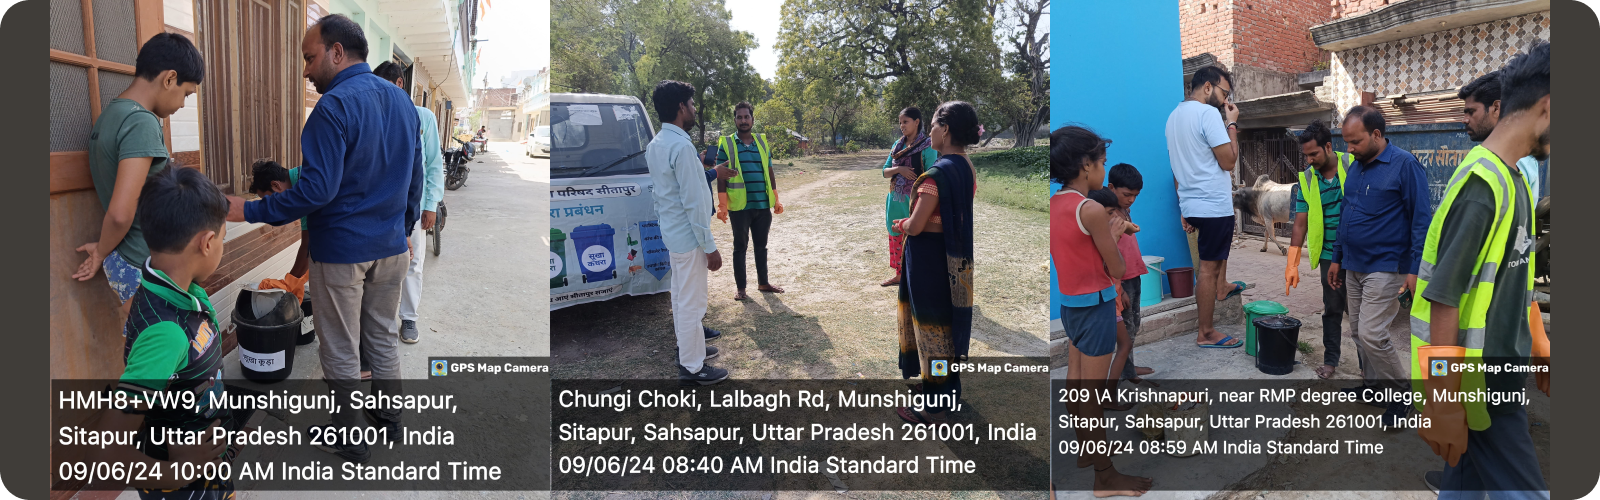 सूखा कूड़ा
GPS Map Camera
HMH8+VW9, Munshigunj, Sahsapur,
Sitapur, Uttar Pradesh 261001, India
09/06/24 10:00 AM India Standard Time
परिषद सीतापुर
प्रबंधन
सूखा
कचरा
GPS Map Camera
Chungi Choki, Lalbagh Rd, Munshigunj,
Sitapur, Sahsapur, Uttar Pradesh 261001, India
09/06/24 08:40 AM India Standard Time
GPS Map Camera
209 \A Krishnapuri, near RMP degree College, Munshigunj,
Sitapur, Sahsapur, Uttar Pradesh 261001, India
09/06/24 08:59 AM India Standard Time